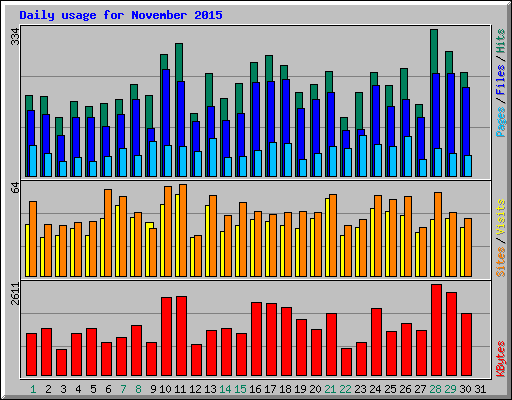 Daily usage for November 2015
334
Pages / Files / Hits
64
Sites / Visits
2611
KBytes
1 2 3 4 5 6 7 8 9 10 11 12 13 14 15 16 17 18 19 20 21 22 23 24 25 26 27 28 29 30 31